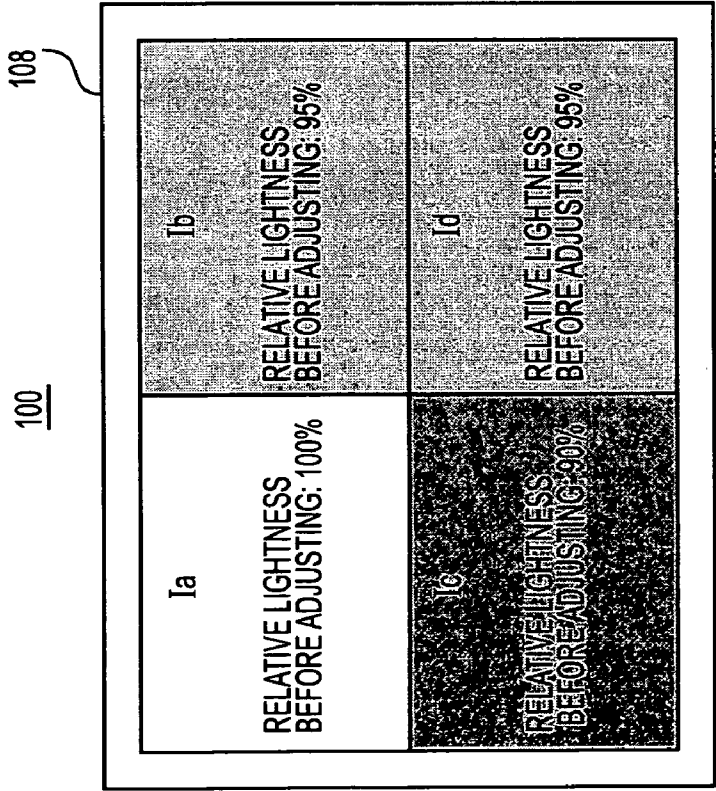 100
108
Ia
RELATIVE LIGHTNESS
BEFORE ADJUSTING: 100%
Ib
RELATIVE LIGHTNESS
BEFORE ADJUSTING: 95%
Ic
RELATIVE LIGHTNESS
BEFORE ADJUSTING: 90%
Id
RELATIVE LIGHTNESS
BEFORE ADJUSTING: 95%